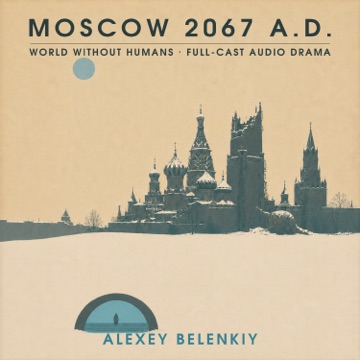 MOSCOW 2067 A.D.
WORLD WITHOUT HUMANS · FULL-CAST AUDIO DRAMA
ALEXEY BELENKIY